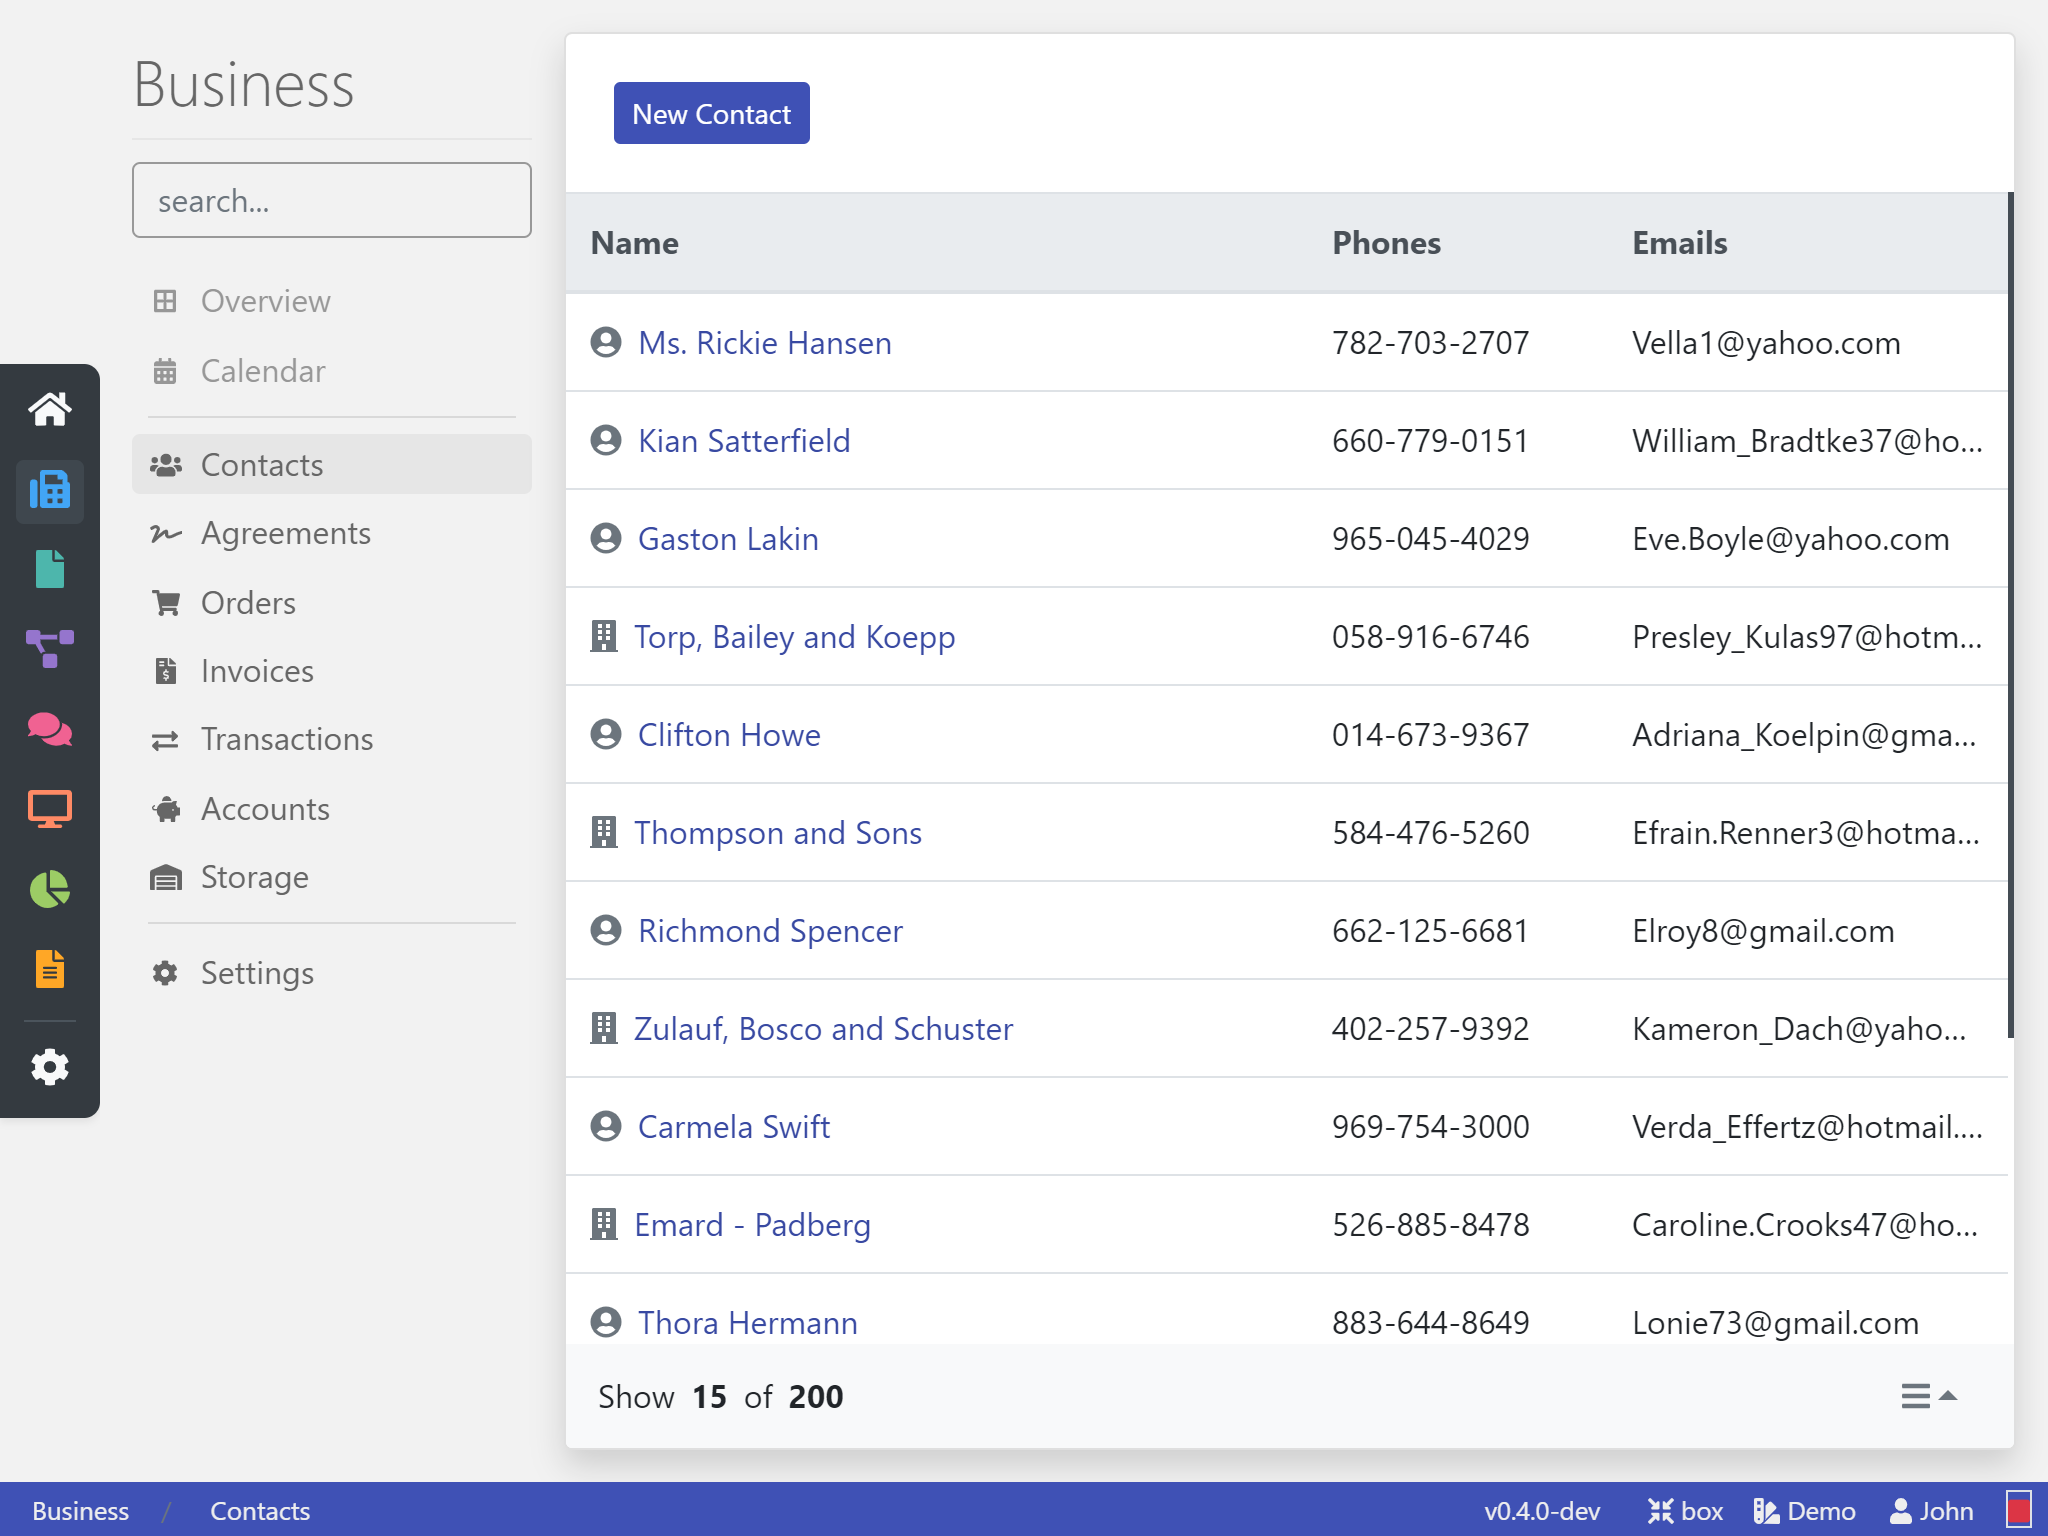 Business
search...
Overview
Calendar
Contacts
Agreements
Orders
Invoices
Transactions
Accounts
Storage
Settings
New Contact
Name Phones Emails
Ms. Rickie Hansen 782-703-2707 Vella1@yahoo.com
Kian Satterfield 660-779-0151 William_Bradtke37@ho...
Gaston Lakin 965-045-4029 Eve.Boyle@yahoo.com
Torp, Bailey and Koepp 058-916-6746 Presley_Kulas97@hotm...
Clifton Howe 014-673-9367 Adriana_Koelpin@gma...
Thompson and Sons 584-476-5260 Efrain.Renner3@hotma...
Richmond Spencer 662-125-6681 Elroy8@gmail.com
Zulauf, Bosco and Schuster 402-257-9392 Kameron_Dach@yaho...
Carmela Swift 969-754-3000 Verda_Effertz@hotmail....
Emard - Padberg 526-885-8478 Caroline.Crooks47@ho...
Thora Hermann 883-644-8649 Lonie73@gmail.com
Show 15 of 200
Business / Contacts v0.4.0-dev box Demo John